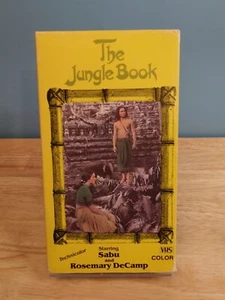 The
Jungle Book
Technicolor
Starring
Sabu
and
Rosemary DeCamp
VHS
COLOR